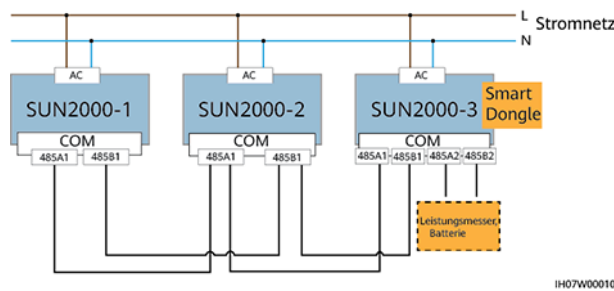 L Stromnetz
N
AC AC AC
SUN2000-1 SUN2000-2 SUN2000-3 Smart
Dongle
COM COM COM
485A1 485B1 485A1 485B1 485A1 485B1 485A2 485B2
Leistungsmesser,
Batterie
IH07W00010